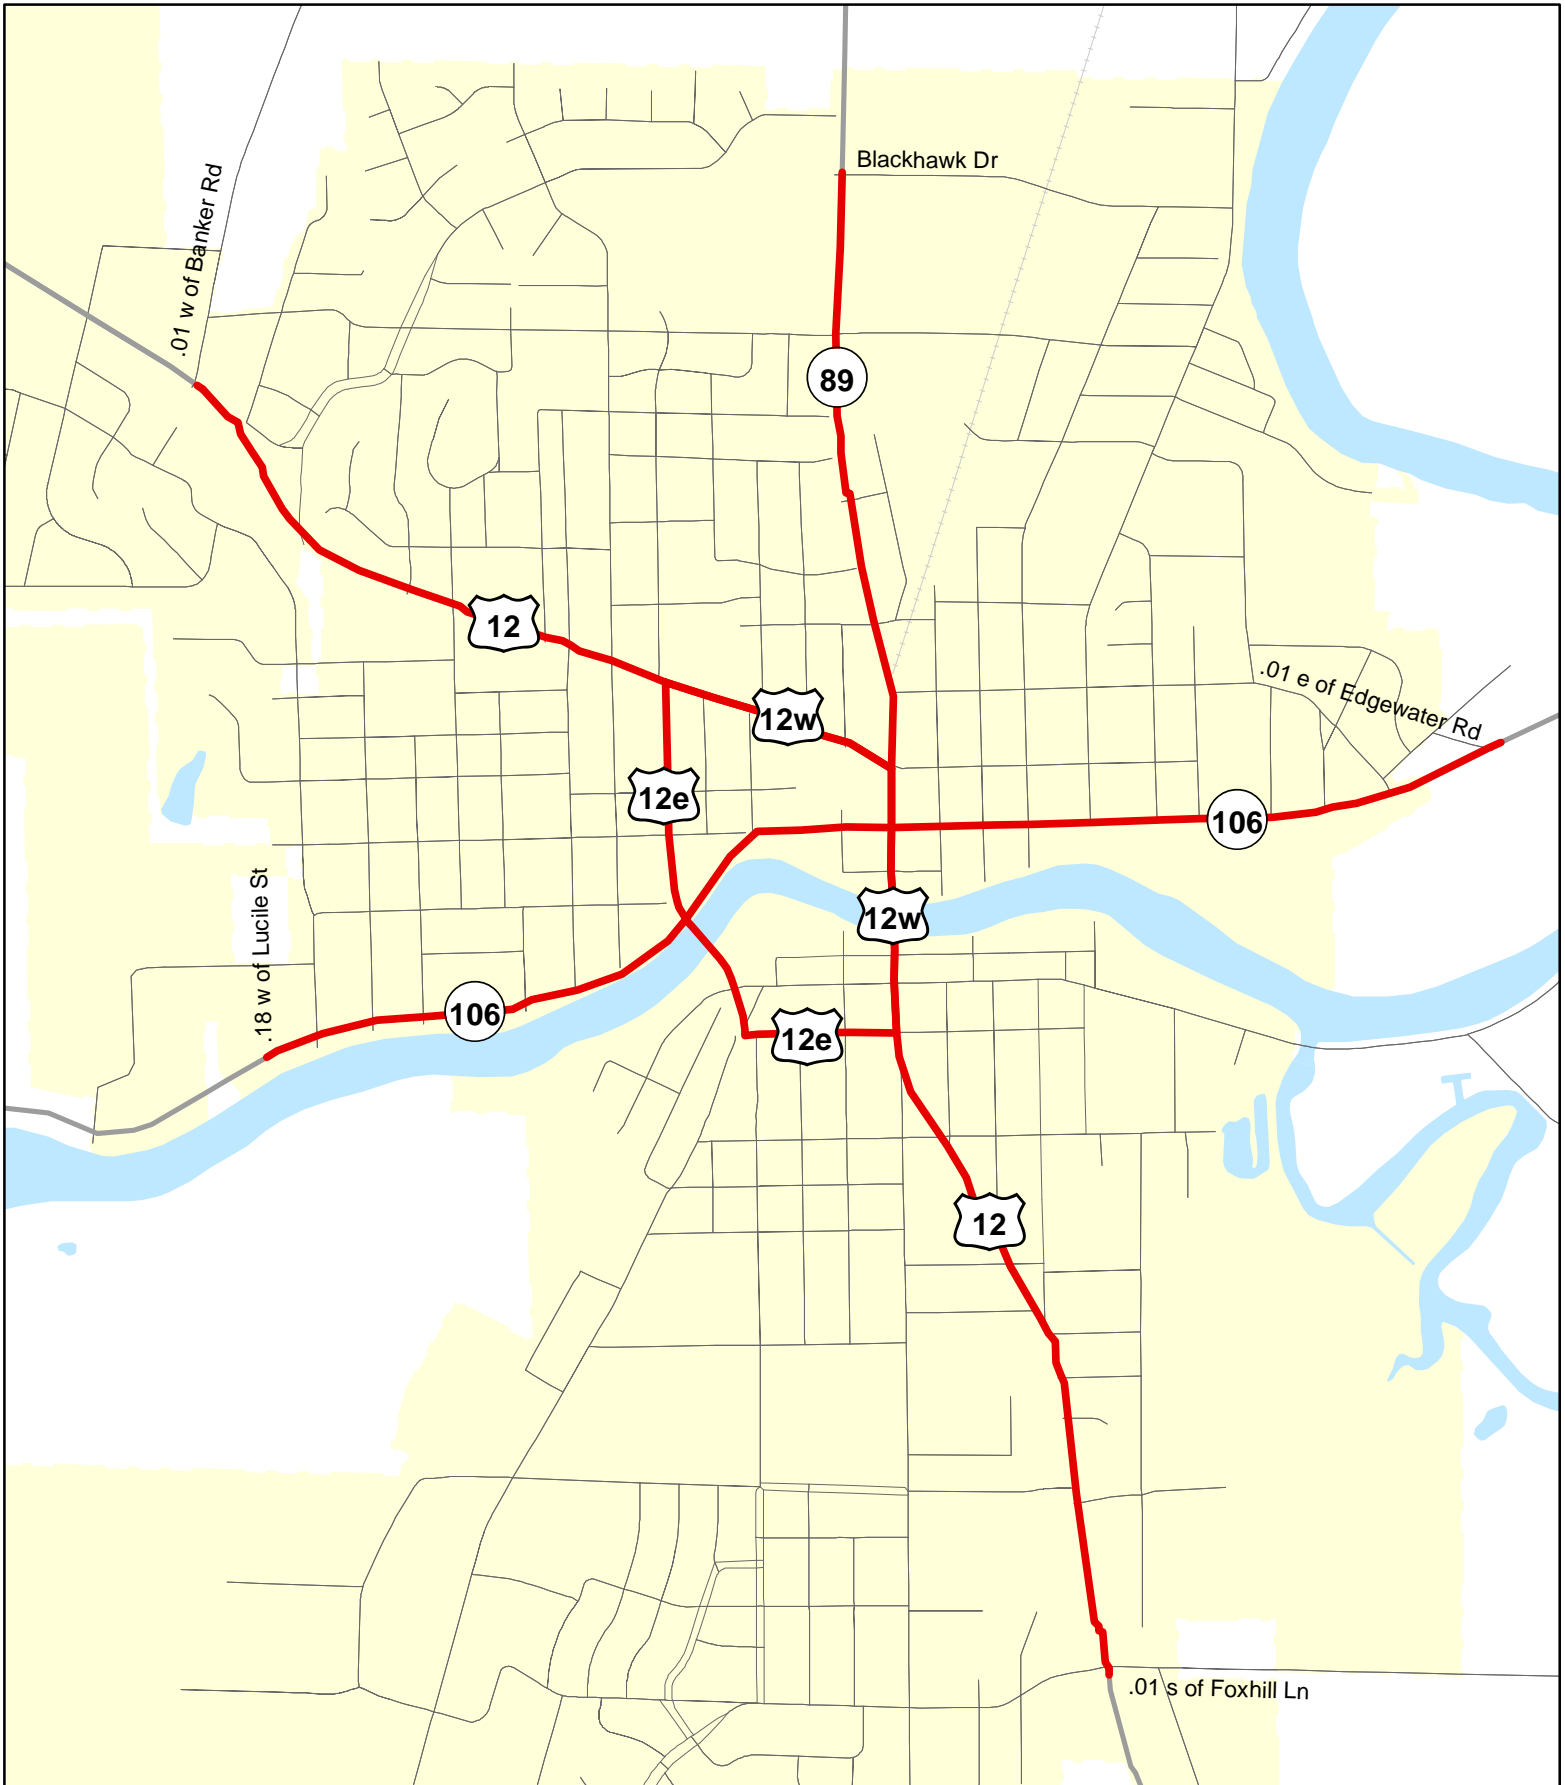 Blackhawk Dr
.01 w of Banker Rd
89
12
.01 e of Edgewater Rd
12w
12e
106
.18 w of Lucile St
12w
106
12e
12
.01 s of Foxhill Ln